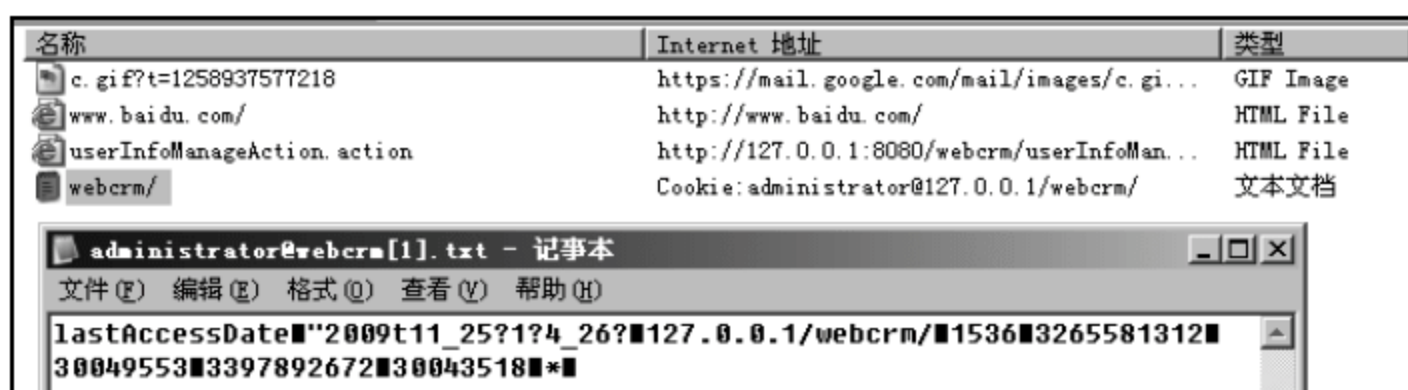 名称 Internet 地址 类型
c.gif?t=1258937577218 https://mail.google.com/mail/images/c.gi... GIF Image
www.baidu.com/ http://www.baidu.com/ HTML File
userInfoManageAction.action http://127.0.0.1:8080/webcrm/userInfoMan... HTML File
webcrm/ Cookie:administrator@127.0.0.1/webcrm/ 文本文档
administrator@webcrm[1].txt - 记事本
文件(F) 编辑(E) 格式(O) 查看(V) 帮助(H)
lastAccessDate■"2009t11_25?1?4_26?■127.0.0.1/webcrm/■1536■3265581312■
30049553■3397892672■30043518■*■